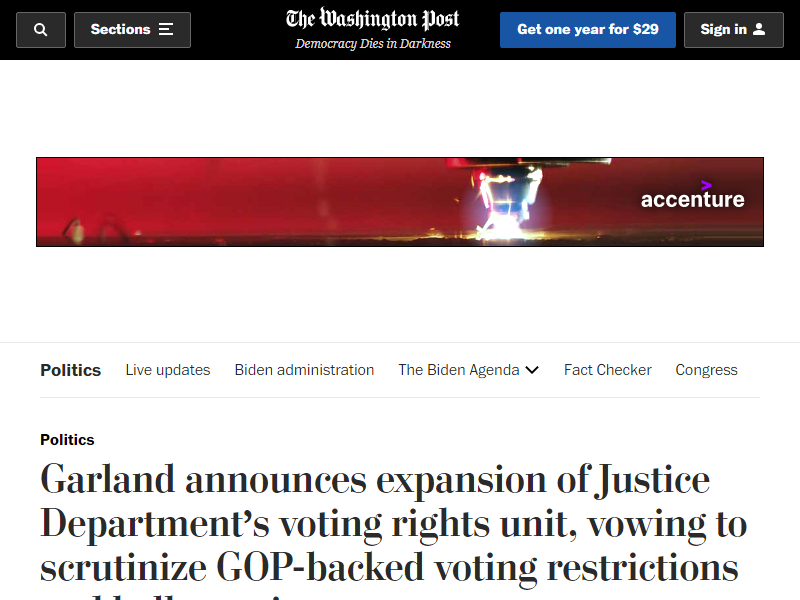 Sections
The Washington Post
Democracy Dies in Darkness
Get one year for $29
Sign in
accenture
Politics
Live updates
Biden administration
The Biden Agenda
Fact Checker
Congress
Politics
Garland announces expansion of Justice
Department’s voting rights unit, vowing to
scrutinize GOP-backed voting restrictions